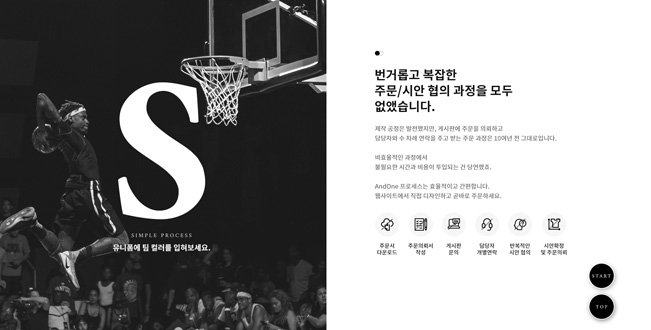 S
SIMPLE PROCESS
유니폼에 팀 컬러를 입혀보세요.
번거롭고 복잡한
주문/시안 협의 과정을 모두
없앴습니다.
제작 공정은 발전했지만, 게시판에 주문을 의뢰하고
담당자와 수 차례 연락을 주고 받는 주문 과정은 10여년 전 그대로입니다.
비효율적인 과정에서
불필요한 시간과 비용이 투입되는 건 당연했죠.
AndOne 프로세스는 효율적이고 간편합니다.
웹사이트에서 직접 디자인하고 곧바로 주문하세요.
주문서
다운로드
주문의뢰서
작성
게시판
문의
담당자
개별연락
반복적인
시안 협의
시안확정
및 주문의뢰
START
TOP